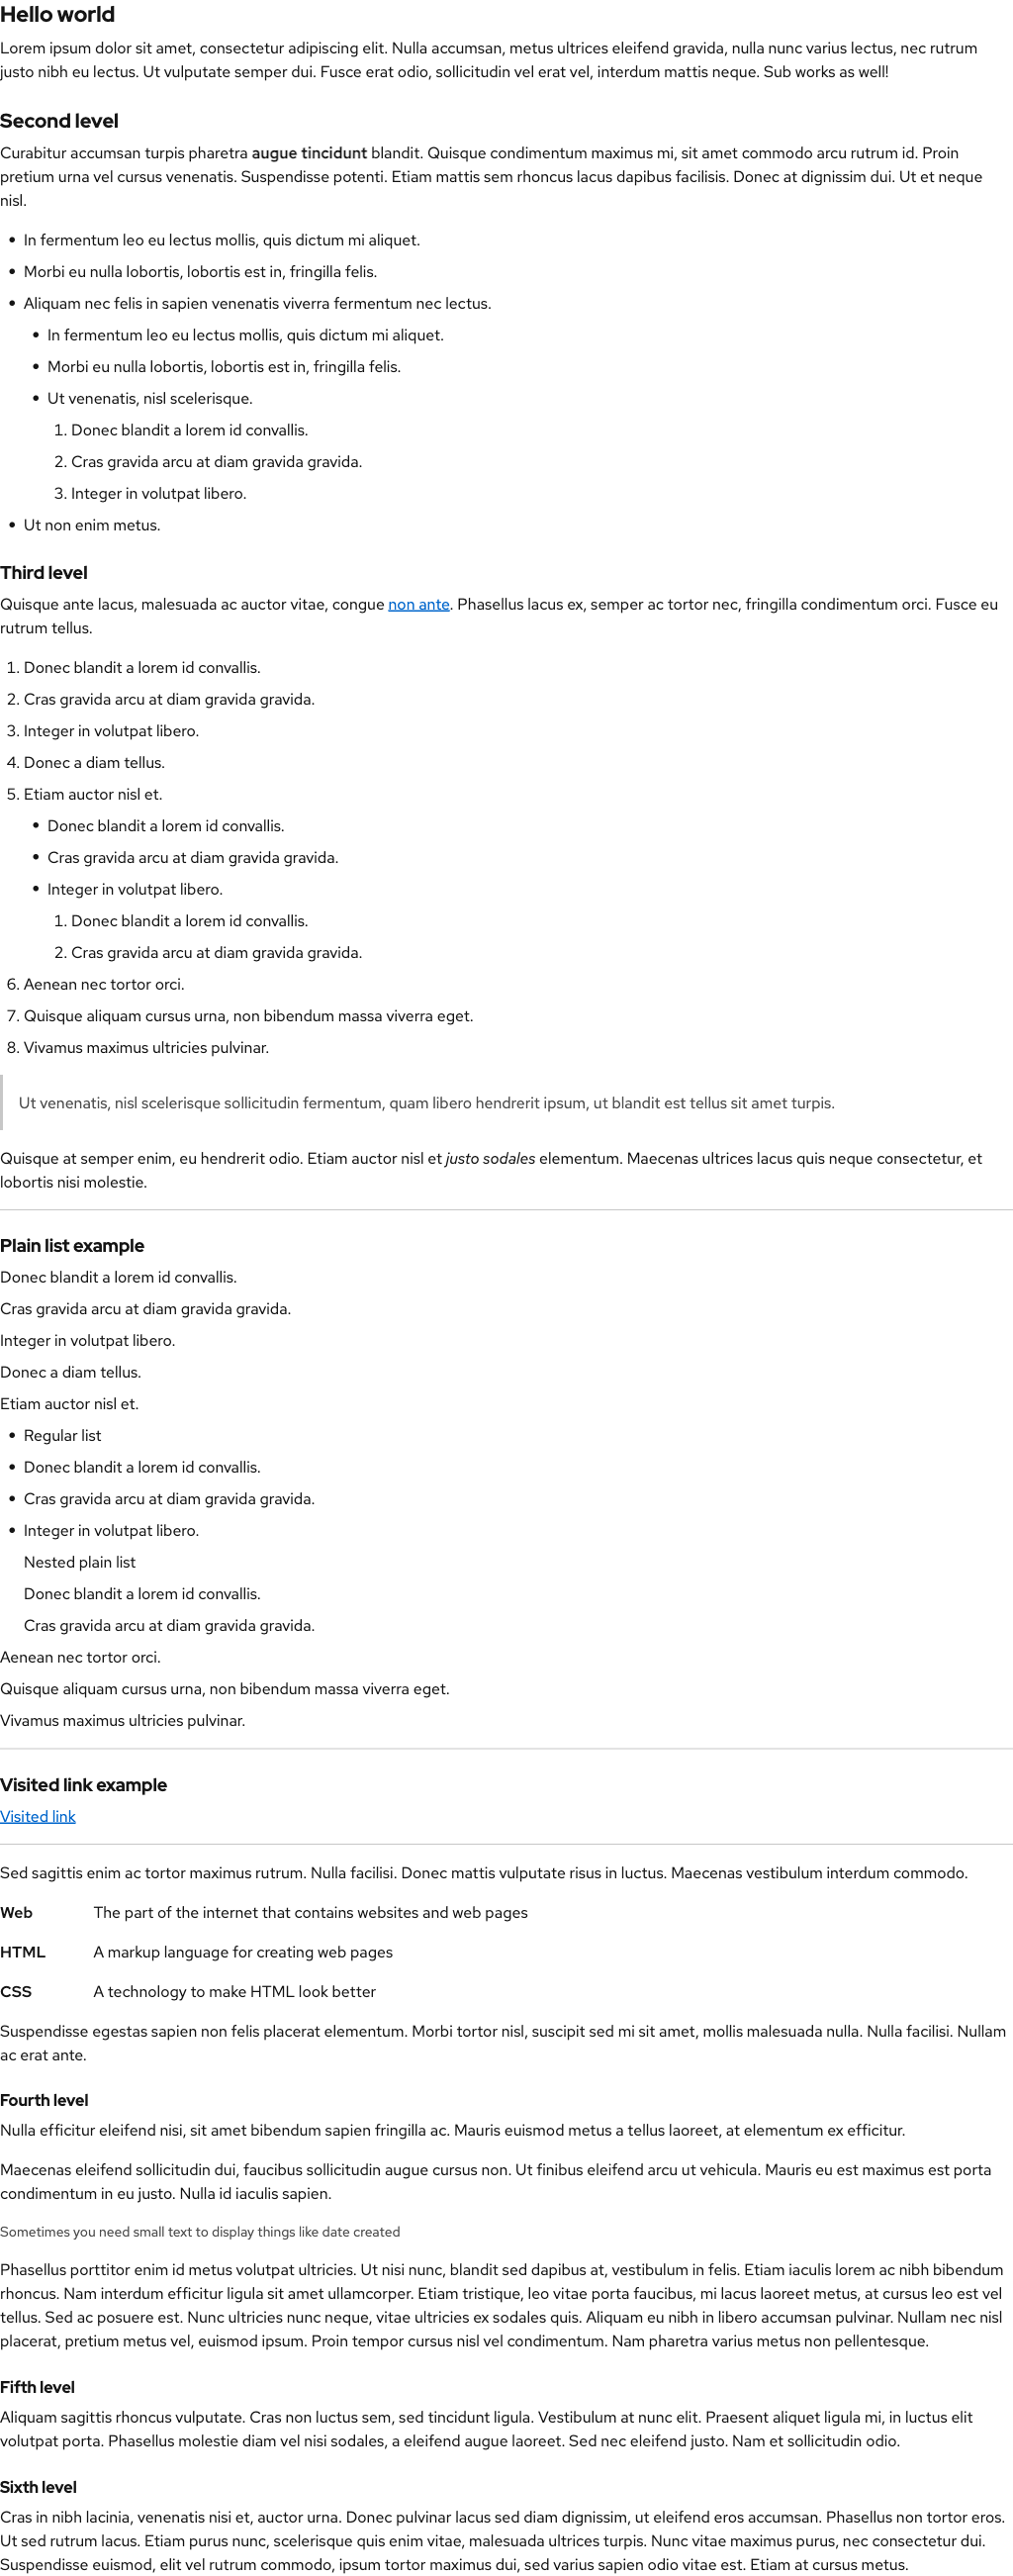 Hello world
Lorem ipsum dolor sit amet, consectetur adipiscing elit. Nulla accumsan, metus ultrices eleifend gravida, nulla nunc varius lectus, nec rutrum
justo nibh eu lectus. Ut vulputate semper dui. Fusce erat odio, sollicitudin vel erat vel, interdum mattis neque. Sub works as well!
Second level
Curabitur accumsan turpis pharetra augue tincidunt blandit. Quisque condimentum maximus mi, sit amet commodo arcu rutrum id. Proin
pretium urna vel cursus venenatis. Suspendisse potenti. Etiam mattis sem rhoncus lacus dapibus facilisis. Donec at dignissim dui. Ut et neque
nisl.
• In fermentum leo eu lectus mollis, quis dictum mi aliquet.
• Morbi eu nulla lobortis, lobortis est in, fringilla felis.
• Aliquam nec felis in sapien venenatis viverra fermentum nec lectus.
• In fermentum leo eu lectus mollis, quis dictum mi aliquet.
• Morbi eu nulla lobortis, lobortis est in, fringilla felis.
• Ut venenatis, nisl scelerisque.
1. Donec blandit a lorem id convallis.
2. Cras gravida arcu at diam gravida gravida.
3. Integer in volutpat libero.
• Ut non enim metus.
Third level
Quisque ante lacus, malesuada ac auctor vitae, congue non ante. Phasellus lacus ex, semper ac tortor nec, fringilla condimentum orci. Fusce eu
rutrum tellus.
1. Donec blandit a lorem id convallis.
2. Cras gravida arcu at diam gravida gravida.
3. Integer in volutpat libero.
4. Donec a diam tellus.
5. Etiam auctor nisl et.
• Donec blandit a lorem id convallis.
• Cras gravida arcu at diam gravida gravida.
• Integer in volutpat libero.
1. Donec blandit a lorem id convallis.
2. Cras gravida arcu at diam gravida gravida.
6. Aenean nec tortor orci.
7. Quisque aliquam cursus urna, non bibendum massa viverra eget.
8. Vivamus maximus ultricies pulvinar.
Ut venenatis, nisl scelerisque sollicitudin fermentum, quam libero hendrerit ipsum, ut blandit est tellus sit amet turpis.
Quisque at semper enim, eu hendrerit odio. Etiam auctor nisl et justo sodales elementum. Maecenas ultrices lacus quis neque consectetur, et
lobortis nisi molestie.
Plain list example
Donec blandit a lorem id convallis.
Cras gravida arcu at diam gravida gravida.
Integer in volutpat libero.
Donec a diam tellus.
Etiam auctor nisl et.
• Regular list
• Donec blandit a lorem id convallis.
• Cras gravida arcu at diam gravida gravida.
• Integer in volutpat libero.
Nested plain list
Donec blandit a lorem id convallis.
Cras gravida arcu at diam gravida gravida.
Aenean nec tortor orci.
Quisque aliquam cursus urna, non bibendum massa viverra eget.
Vivamus maximus ultricies pulvinar.
Visited link example
Visited link
Sed sagittis enim ac tortor maximus rutrum. Nulla facilisi. Donec mattis vulputate risus in luctus. Maecenas vestibulum interdum commodo.
Web The part of the internet that contains websites and web pages
HTML A markup language for creating web pages
CSS A technology to make HTML look better
Suspendisse egestas sapien non felis placerat elementum. Morbi tortor nisl, suscipit sed mi sit amet, mollis malesuada nulla. Nulla facilisi. Nullam
ac erat ante.
Fourth level
Nulla efficitur eleifend nisi, sit amet bibendum sapien fringilla ac. Mauris euismod metus a tellus laoreet, at elementum ex efficitur.
Maecenas eleifend sollicitudin dui, faucibus sollicitudin augue cursus non. Ut finibus eleifend arcu ut vehicula. Mauris eu est maximus est porta
condimentum in eu justo. Nulla id iaculis sapien.
Sometimes you need small text to display things like date created
Phasellus porttitor enim id metus volutpat ultricies. Ut nisi nunc, blandit sed dapibus at, vestibulum in felis. Etiam iaculis lorem ac nibh bibendum
rhoncus. Nam interdum efficitur ligula sit amet ullamcorper. Etiam tristique, leo vitae porta faucibus, mi lacus laoreet metus, at cursus leo est vel
tellus. Sed ac posuere est. Nunc ultricies nunc neque, vitae ultricies ex sodales quis. Aliquam eu nibh in libero accumsan pulvinar. Nullam nec nisl
placerat, pretium metus vel, euismod ipsum. Proin tempor cursus nisl vel condimentum. Nam pharetra varius metus non pellentesque.
Fifth level
Aliquam sagittis rhoncus vulputate. Cras non luctus sem, sed tincidunt ligula. Vestibulum at nunc elit. Praesent aliquet ligula mi, in luctus elit
volutpat porta. Phasellus molestie diam vel nisi sodales, a eleifend augue laoreet. Sed nec eleifend justo. Nam et sollicitudin odio.
Sixth level
Cras in nibh lacinia, venenatis nisi et, auctor urna. Donec pulvinar lacus sed diam dignissim, ut eleifend eros accumsan. Phasellus non tortor eros.
Ut sed rutrum lacus. Etiam purus nunc, scelerisque quis enim vitae, malesuada ultrices turpis. Nunc vitae maximus purus, nec consectetur dui.
Suspendisse euismod, elit vel rutrum commodo, ipsum tortor maximus dui, sed varius sapien odio vitae est. Etiam at cursus metus.